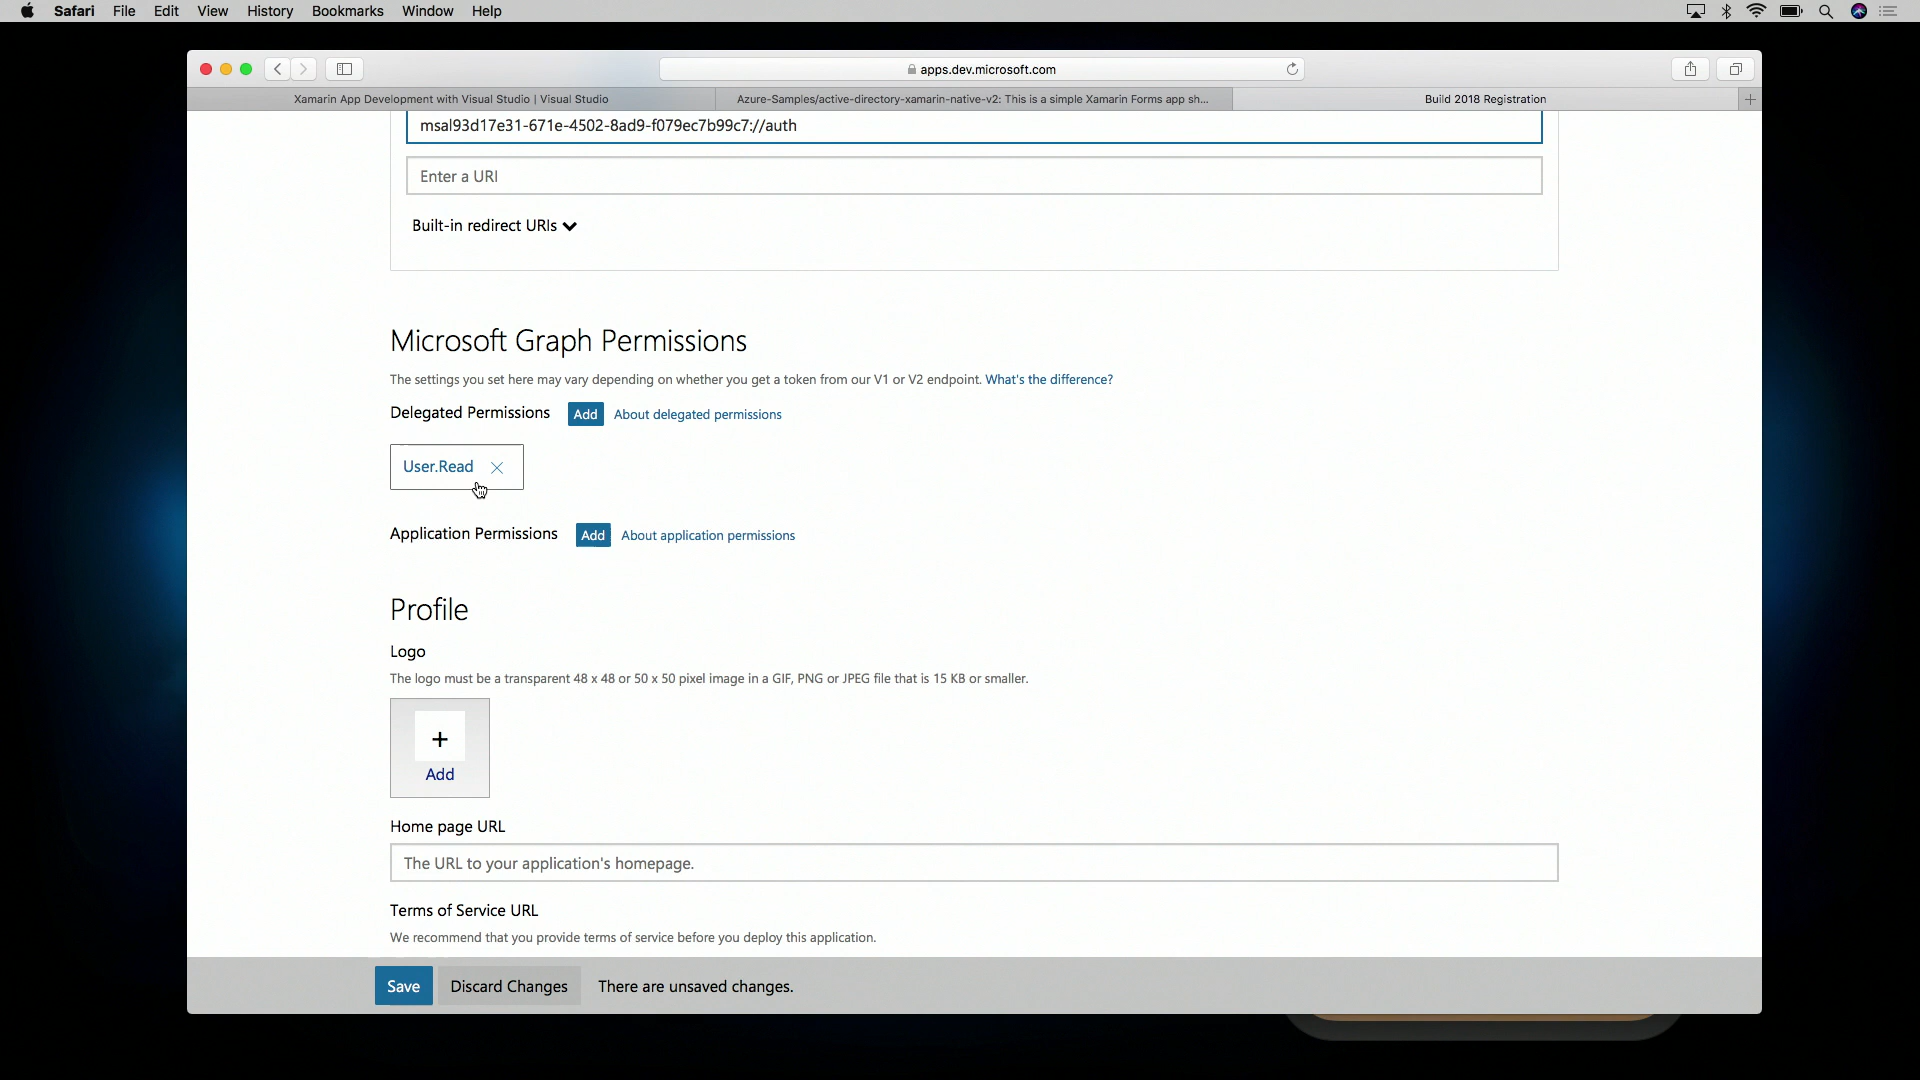 Safari File Edit View History Bookmarks Window Help
apps.dev.microsoft.com
Xamarin App Development with Visual Studio | Visual Studio
Azure-Samples/active-directory-xamarin-native-v2: This is a simple Xamarin Forms app sh...
Build 2018 Registration
msal93d17e31-671e-4502-8ad9-f079ec7b99c7://auth
Enter a URI
Built-in redirect URIs
Microsoft Graph Permissions
The settings you set here may vary depending on whether you get a token from our V1 or V2 endpoint. What's the difference?
Delegated Permissions Add About delegated permissions
User.Read
Application Permissions Add About application permissions
Profile
Logo
The logo must be a transparent 48 x 48 or 50 x 50 pixel image in a GIF, PNG or JPEG file that is 15 KB or smaller.
Add
Home page URL
The URL to your application's homepage.
Terms of Service URL
We recommend that you provide terms of service before you deploy this application.
Save Discard Changes There are unsaved changes.